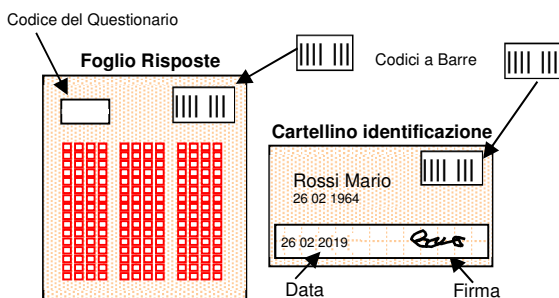 Codice del Questionario
Foglio Risposte
Codici a Barre
Cartellino identificazione
Rossi Mario
26 02 1964
26 02 2019
Data
Firma